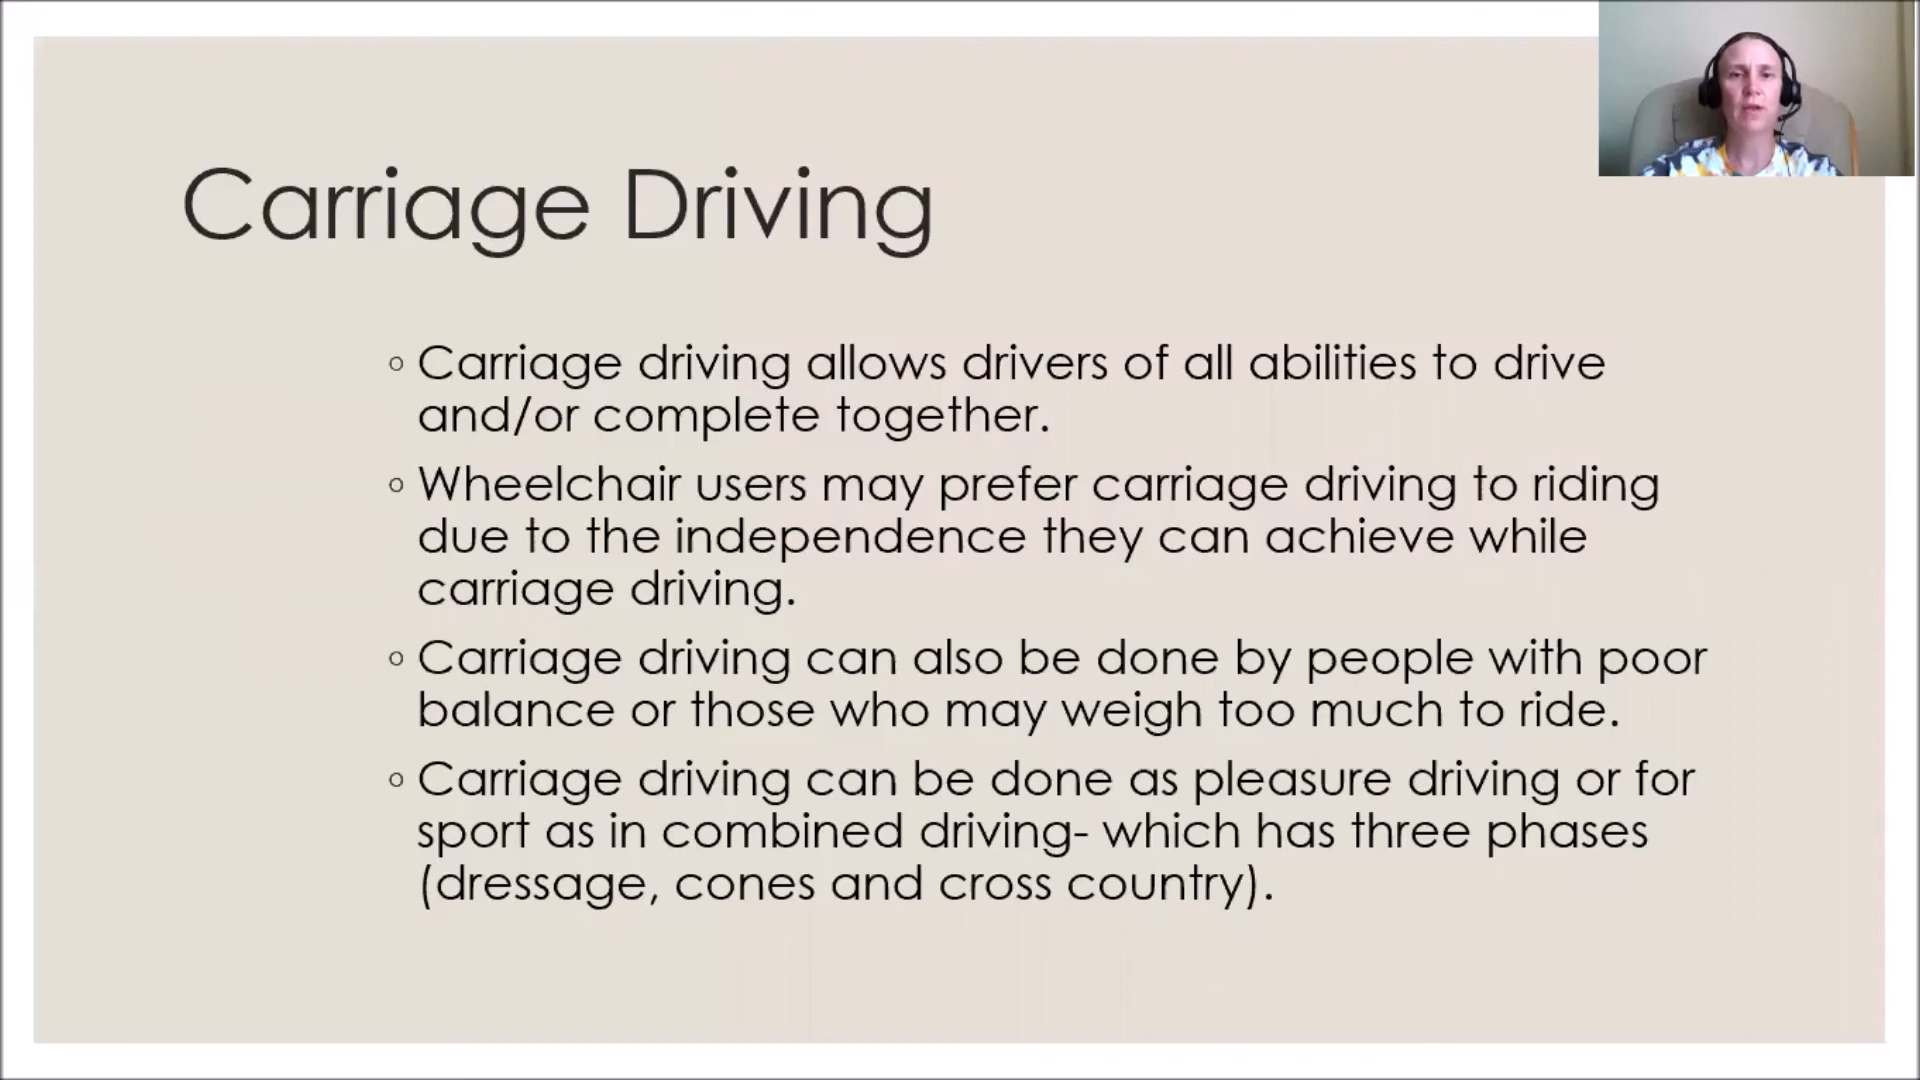 Carriage Driving
◦ Carriage driving allows drivers of all abilities to drive
and/or complete together.
◦ Wheelchair users may prefer carriage driving to riding
due to the independence they can achieve while
carriage driving.
◦ Carriage driving can also be done by people with poor
balance or those who may weigh too much to ride.
◦ Carriage driving can be done as pleasure driving or for
sport as in combined driving- which has three phases
(dressage, cones and cross country).